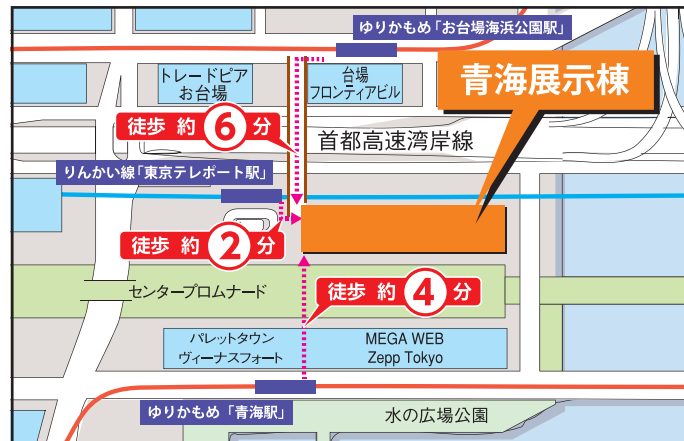 ゆりかもめ「お台場海浜公園駅」
トレードピア
お台場
台場
フロンティアビル
青海展示棟
徒歩 約 6 分
首都高速湾岸線
りんかい線「東京テレポート駅」
徒歩 約 2 分
センタープロムナード
徒歩 約 4 分
パレットタウン
ヴィーナスフォート
MEGA WEB
Zepp Tokyo
ゆりかもめ「青海駅」
水の広場公園